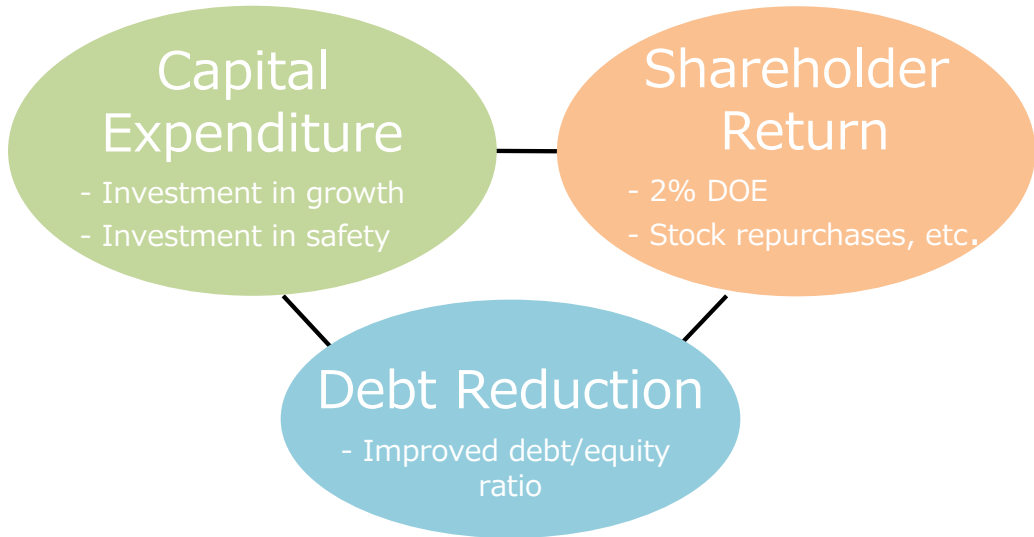 Capital
Expenditure
- Investment in growth
- Investment in safety
Shareholder
Return
- 2% DOE
- Stock repurchases, etc.
Debt Reduction
- Improved debt/equity
ratio